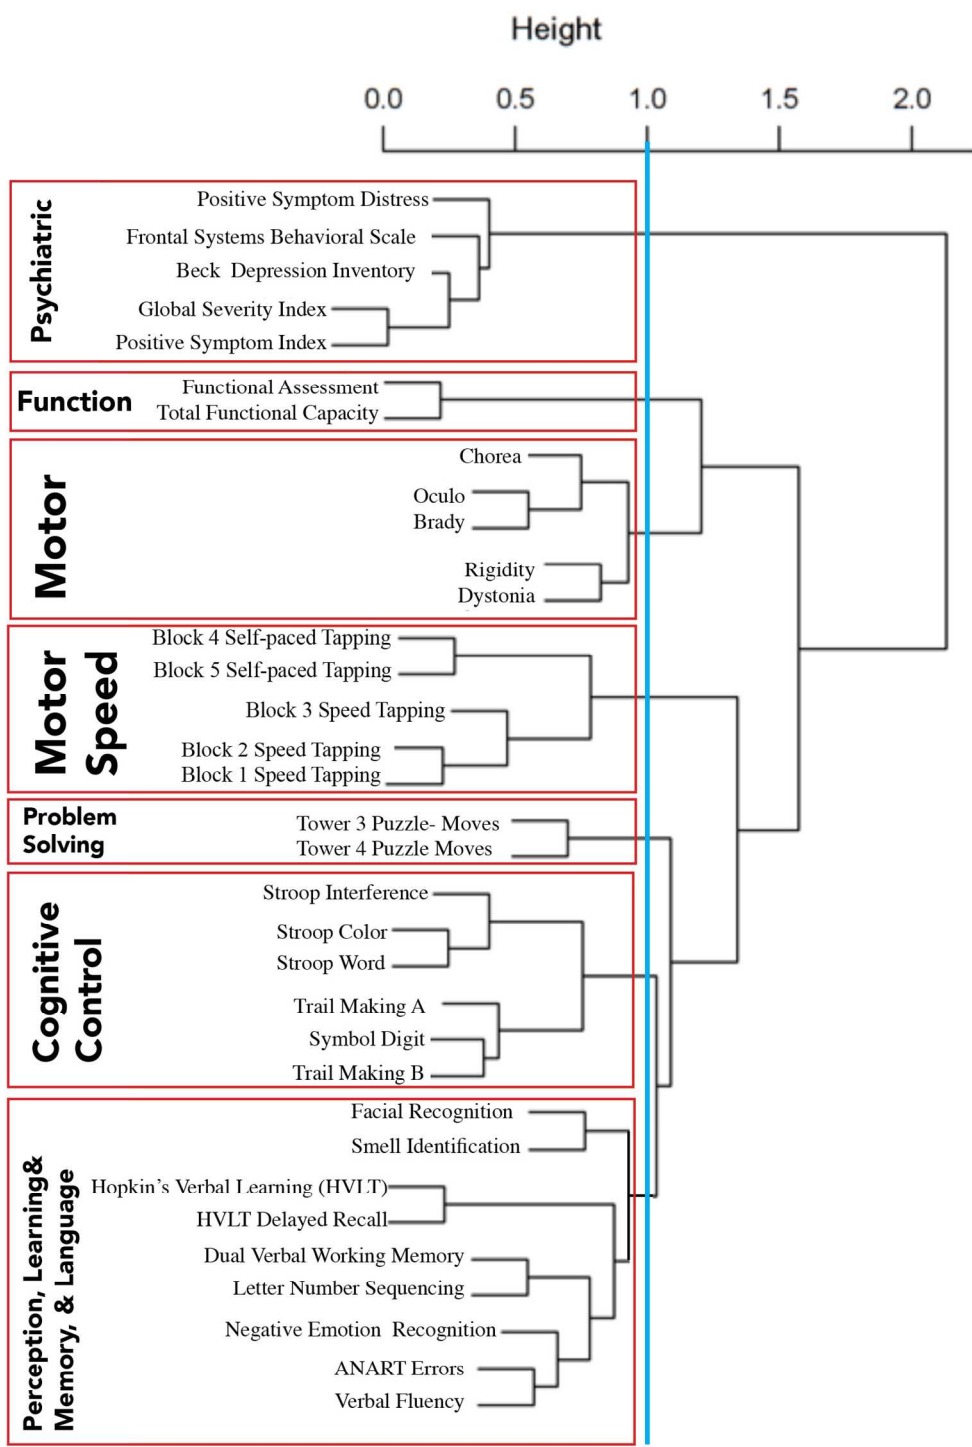 Height
0.0 0.5 1.0 1.5 2.0
Psychiatric
Positive Symptom Distress
Frontal Systems Behavioral Scale
Beck Depression Inventory
Global Severity Index
Positive Symptom Index
Function
Functional Assessment
Total Functional Capacity
Motor
Chorea
Oculo
Brady
Rigidity
Dystonia
Motor
Speed
Block 4 Self-paced Tapping
Block 5 Self-paced Tapping
Block 3 Speed Tapping
Block 2 Speed Tapping
Block 1 Speed Tapping
Problem
Solving
Tower 3 Puzzle- Moves
Tower 4 Puzzle Moves
Cognitive
Control
Stroop Interference
Stroop Color
Stroop Word
Trail Making A
Symbol Digit
Trail Making B
Perception, Learning&
Memory, & Language
Facial Recognition
Smell Identification
Hopkin's Verbal Learning (HVLT)
HVLT Delayed Recall
Dual Verbal Working Memory
Letter Number Sequencing
Negative Emotion Recognition
ANART Errors
Verbal Fluency